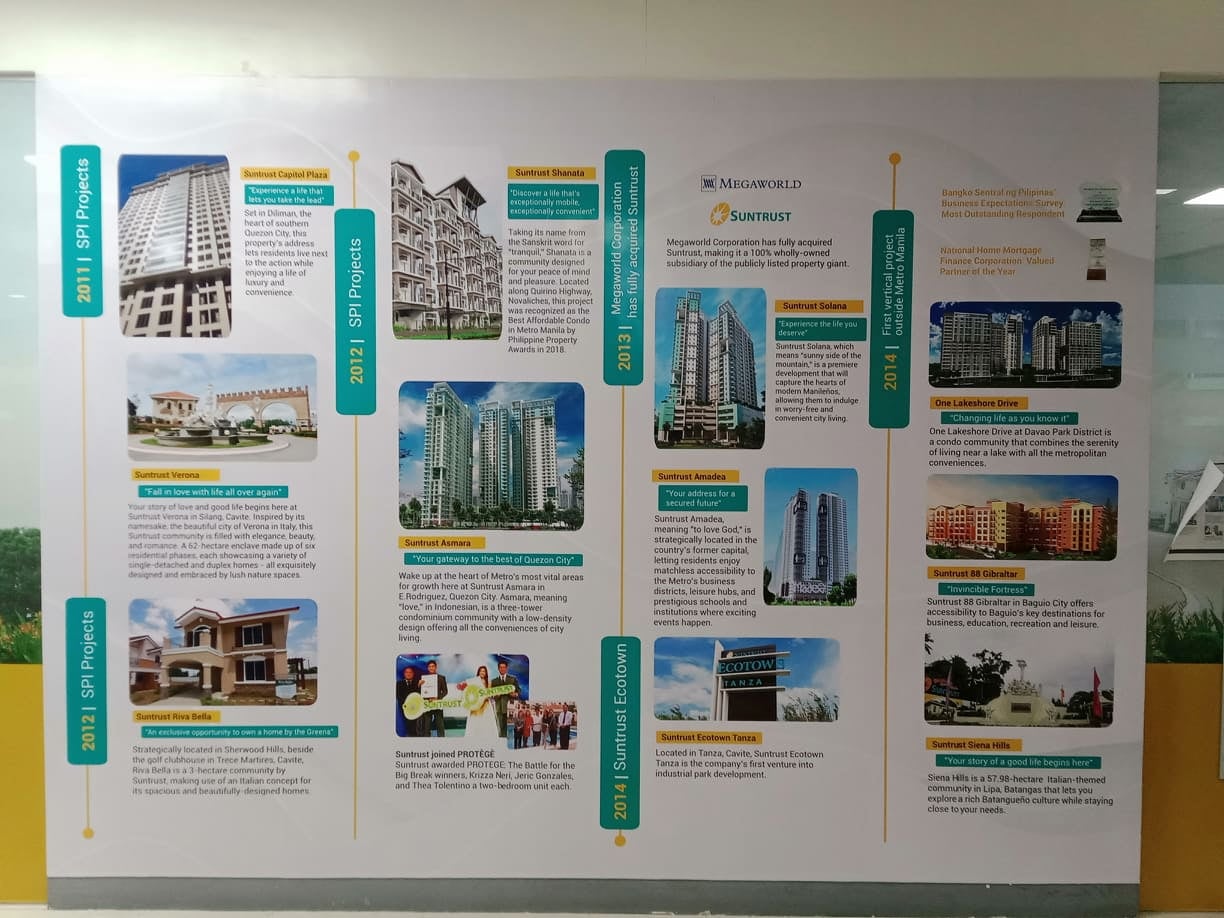 2011 | SPI Projects
Suntrust Capitol Plaza
"Experience a life that
lets you take the lead"
Set in Diliman, the
heart of southern
Quezon City, this
property's address
lets residents live next
to the action while
enjoying a life of
luxury and
convenience.
Suntrust Verona
"Fall in love with life all over again"
Your story of love and good life begins here at
Suntrust Verona in Silang, Cavite. Inspired by its
namesake, the beautiful city of Verona in Italy, this
Suntrust community is filled with elegance, beauty,
and romance. A 62-hectare enclave made up of six
residential phases, each showcasing a variety of
single-detached and duplex homes - all exquisitely
designed and embraced by lush nature spaces.
2012 | SPI Projects
Suntrust Riva Bella
"An exclusive opportunity to own a home by the Greens"
Strategically located in Sherwood Hills, beside
the golf clubhouse in Trece Martires, Cavite,
Riva Bella is a 3-hectare community by
Suntrust, making use of an Italian concept for
its spacious and beautifully-designed homes.
2012 | SPI Projects
Suntrust Shanata
"Discover a life that's
exceptionally mobile,
exceptionally convenient"
Taking its name from
the Sanskrit word for
"tranquil," Shanata is a
community designed
for your peace of mind
and pleasure. Located
along Quirino Highway,
Novaliches, this project
was recognized as the
Best Affordable Condo
in Metro Manila by
Philippine Property
Awards in 2018.
Suntrust Asmara
"Your gateway to the best of Quezon City"
Wake up at the heart of Metro's most vital areas
for growth here at Suntrust Asmara in
E.Rodriguez, Quezon City. Asmara, meaning
"love," in Indonesian, is a three-tower
condominium community with a low-density
design offering all the conveniences of city
living.
SUNTRUST
SUNTRUST
Suntrust joined PROTÈGÈ
Suntrust awarded PROTEGE: The Battle for the
Big Break winners, Krizza Neri, Jeric Gonzales,
and Thea Tolentino a two-bedroom unit each.
2013 | Megaworld Corporation
has fully acquired Suntrust
MEGAWORLD
SUNTRUST
Megaworld Corporation has fully acquired
Suntrust, making it a 100% wholly-owned
subsidiary of the publicly listed property giant.
Suntrust Solana
"Experience the life you
deserve"
Suntrust Solana, which
means "sunny side of the
mountain," is a premiere
development that will
capture the hearts of
modern Manileños,
allowing them to indulge
in worry-free and
convenient city living.
Suntrust Amadea
"Your address for a
secured future"
Suntrust Amadea,
meaning "to love God," is
strategically located in the
country's former capital,
letting residents enjoy
matchless accessibility to
the Metro's business
districts, leisure hubs, and
prestigious schools and
institutions where exciting
events happen.
2014 | Suntrust Ecotown
ECOTOW
TANZA
Suntrust Ecotown Tanza
Located in Tanza, Cavite, Suntrust Ecotown
Tanza is the company's first venture into
industrial park development.
2014 | First vertical project
outside Metro Manila
Bangko Sentral ng Pilipinas'
Business Expectations Survey
Most Outstanding Respondent
National Home Mortgage
Finance Corporation' Valued
Partner of the Year
One Lakeshore Drive
"Changing life as you know it"
One Lakeshore Drive at Davao Park District is
a condo community that combines the serenity
of living near a lake with all the metropolitan
conveniences.
Suntrust 88 Gibraltar
"Invincible Fortress"
Suntrust 88 Gibraltar in Baguio City offers
accessibility to Baguio's key destinations for
business, education, recreation and leisure.
Suntrust Siena Hills
"Your story of a good life begins here"
Siena Hills is a 57.98-hectare Italian-themed
community in Lipa, Batangas that lets you
explore a rich Batangueño culture while staying
close to your needs.